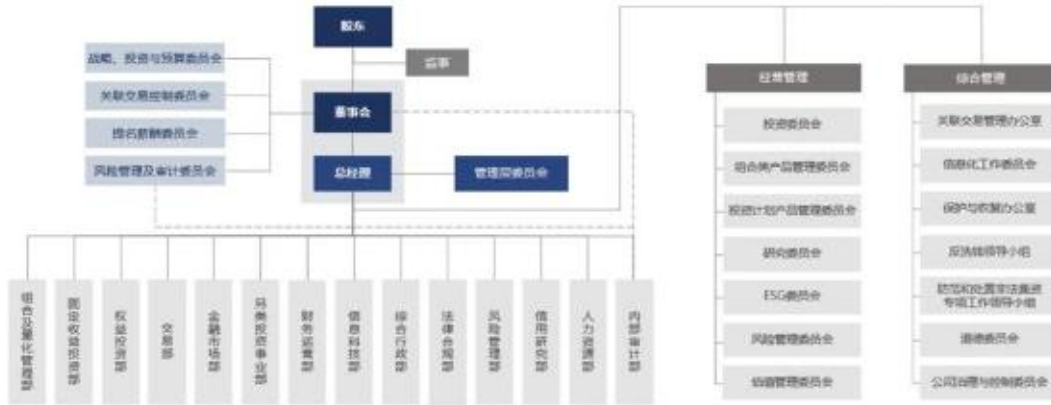 股东
监事
战略、投资与预算委员会
关联交易控制委员会
提名薪酬委员会
风险管理及审计委员会
董事会
总经理
管理层委员会
组合及量化管理部
固定收益投资部
权益投资部
交易部
金融市场部
另类投资事业部
财务运营部
信息科技部
综合行政部
法律合规部
风险管理部
信用研究部
人力资源部
内部审计部
经营管理
投资委员会
组合类产品管理委员会
投资计划产品管理委员会
研究委员会
ESG委员会
风险管理委员会
估值管理委员会
综合管理
关联交易管理办公室
信息化工作委员会
保护与恢复办公室
反洗钱领导小组
防范和处置非法集资
专项工作领导小组
道德委员会
公司治理与控制委员会